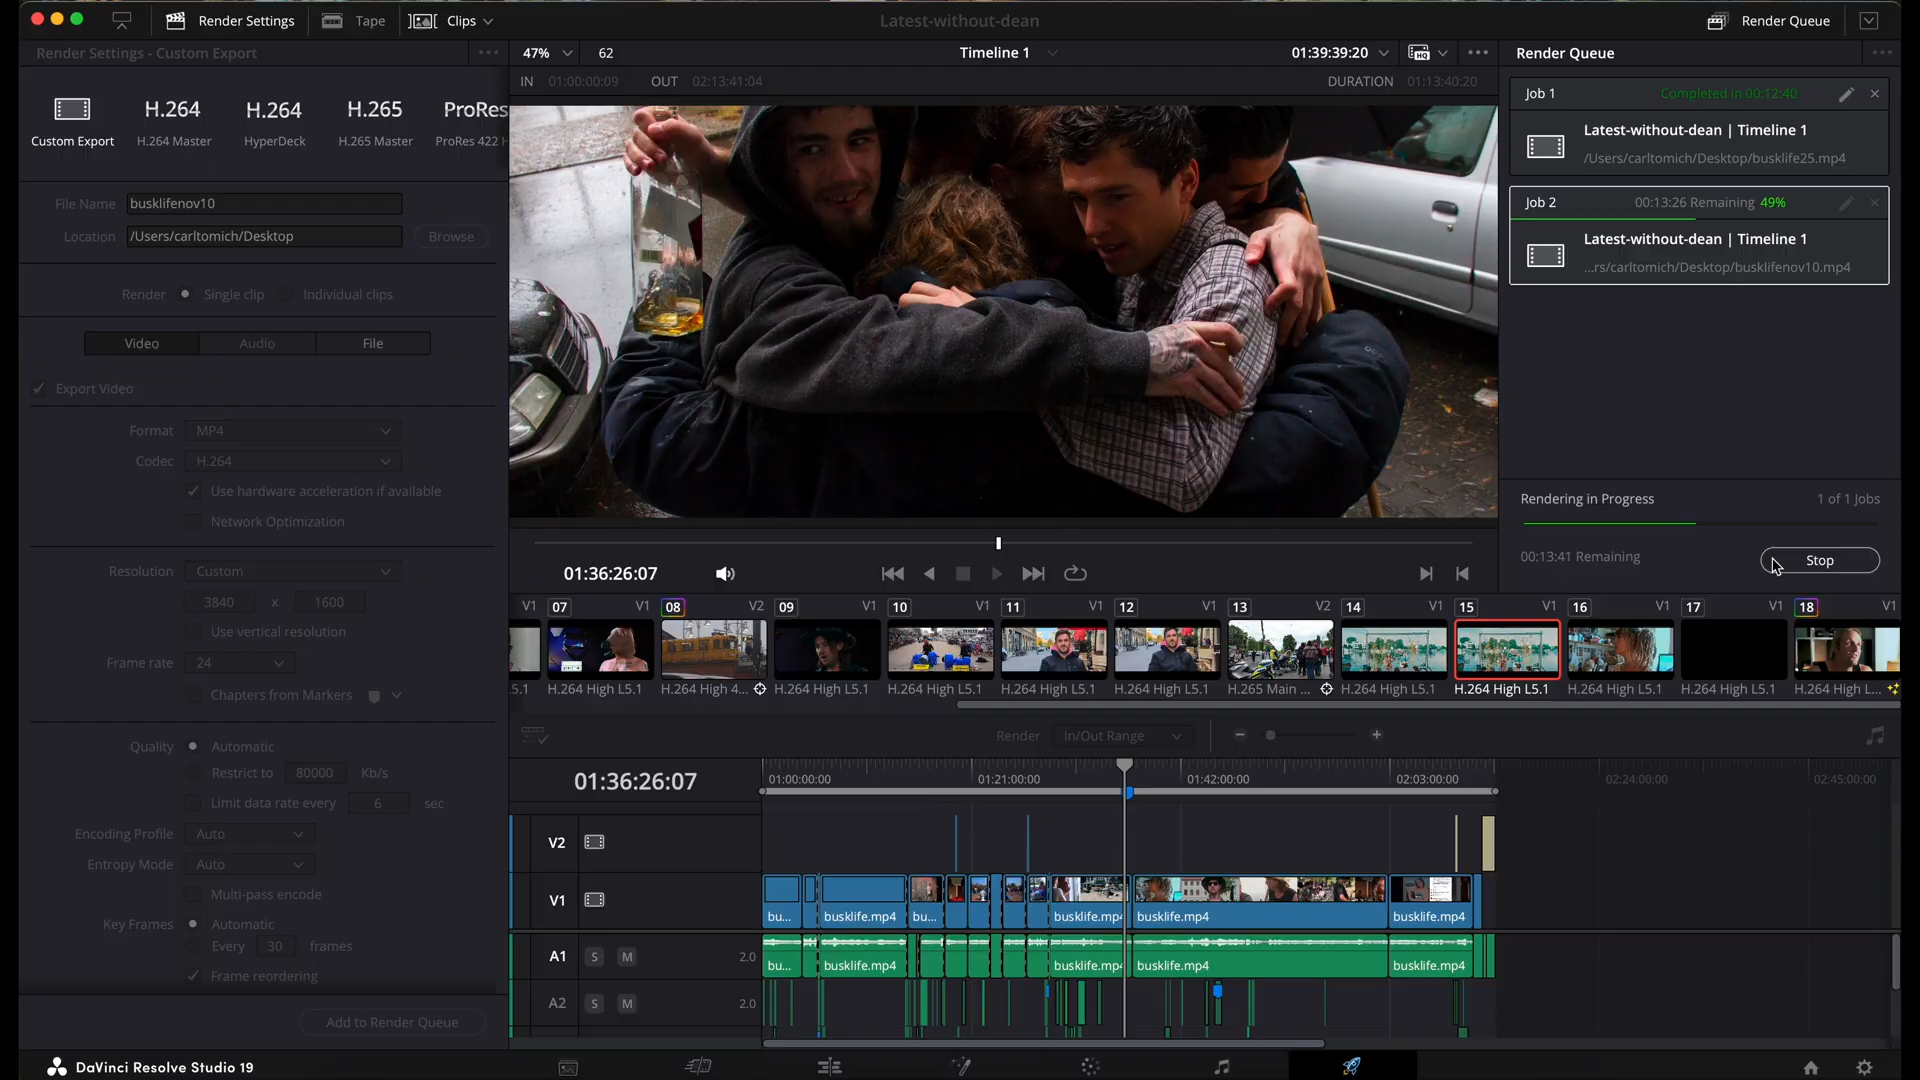 Render Settings
Tape
Clips
Latest-without-dean
Render Queue
Render Settings - Custom Export
47%
62
Timeline 1
01:39:39:20
Render Queue
IN
01:00:00:09
OUT
02:13:41:04
DURATION
01:13:40:20
Job 1
Completed in 00:12:40
Latest-without-dean | Timeline 1
/Users/carltomich/Desktop/busklife25.mp4
Job 2
00:13:26 Remaining
49%
Latest-without-dean | Timeline 1
...rs/carltomich/Desktop/busklifenov10.mp4
H.264
H.264
H.265
ProRes
Custom Export
H.264 Master
HyperDeck
H.265 Master
ProRes 422 H
File Name
busklifenov10
Location
/Users/carltomich/Desktop
Browse
Render
Single clip
Individual clips
Video
Audio
File
Export Video
Format
MP4
Codec
H.264
Use hardware acceleration if available
Network Optimization
Resolution
Custom
3840
x
1600
Use vertical resolution
Frame rate
24
Chapters from Markers
Quality
Automatic
Restrict to
80000
Kb/s
Limit data rate every
6
sec
Encoding Profile
Auto
Entropy Mode
Auto
Multi-pass encode
Key Frames
Automatic
Every
30
frames
Frame reordering
Add to Render Queue
Rendering in Progress
1 of 1 Jobs
00:13:41 Remaining
Stop
01:36:26:07
V1
07
V1
08
V2
09
V1
10
V1
11
V1
12
V1
13
V2
14
V1
15
V1
16
V1
17
V1
18
V1
.5.1
H.264 High L5.1
H.264 High 4...
H.264 High L5.1
H.264 High L5.1
H.264 High L5.1
H.264 High L5.1
H.265 Main ...
H.264 High L5.1
H.264 High L5.1
H.264 High L5.1
H.264 High L5.1
H.264 High L...
Render
In/Out Range
01:36:26:07
01:00:00:00
01:21:00:00
01:42:00:00
02:03:00:00
02:24:00:00
02:45:00:00
V2
V1
bu...
busklife.mp4
bu...
busklife.mp4
busklife.mp4
busklife.mp4
A1
S
M
2.0
bu...
busklife.mp4
busklife.mp4
busklife.mp4
busklife.mp4
A2
S
M
2.0
DaVinci Resolve Studio 19